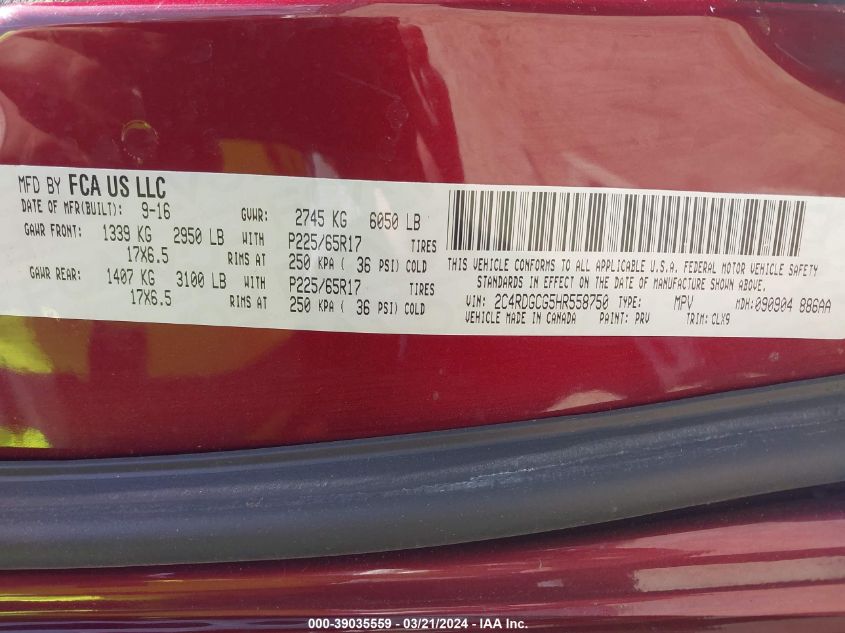 MFD BY FCA US LLC
DATE OF MFR(BUILT): 9-16 GVWR: 2745 KG 6050 LB
GAWR FRONT: 1339 KG 2950 LB WITH P225/65R17 TIRES
17X6.5 RIMS AT 250 KPA ( 36 PSI) COLD
GAWR REAR: 1407 KG 3100 LB WITH P225/65R17 TIRES
17X6.5 RIMS AT 250 KPA ( 36 PSI) COLD
THIS VEHICLE CONFORMS TO ALL APPLICABLE U.S.A. FEDERAL MOTOR VEHICLE SAFETY
STANDARDS IN EFFECT ON THE DATE OF MANUFACTURE SHOWN ABOVE.
VIN: 2C4RDGCG5HR558750 TYPE: MPV MDH:090904 886AA
VEHICLE MADE IN CANADA PAINT: PRV TRIM: CLX9
000-39035559 - 03/21/2024 - IAA Inc.